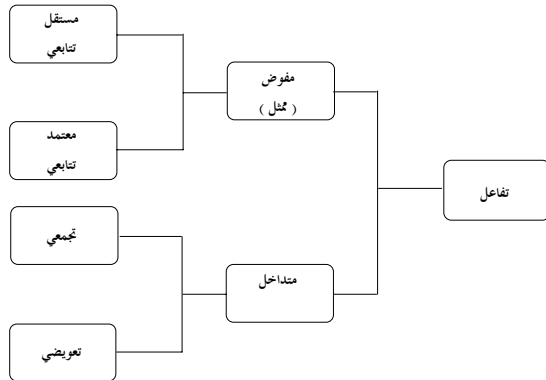 مستقل
تتابعي
مفوض
( ممثل )
معتمد
تتابعي
تفاعل
تجمعي
متداخل
تعويضي